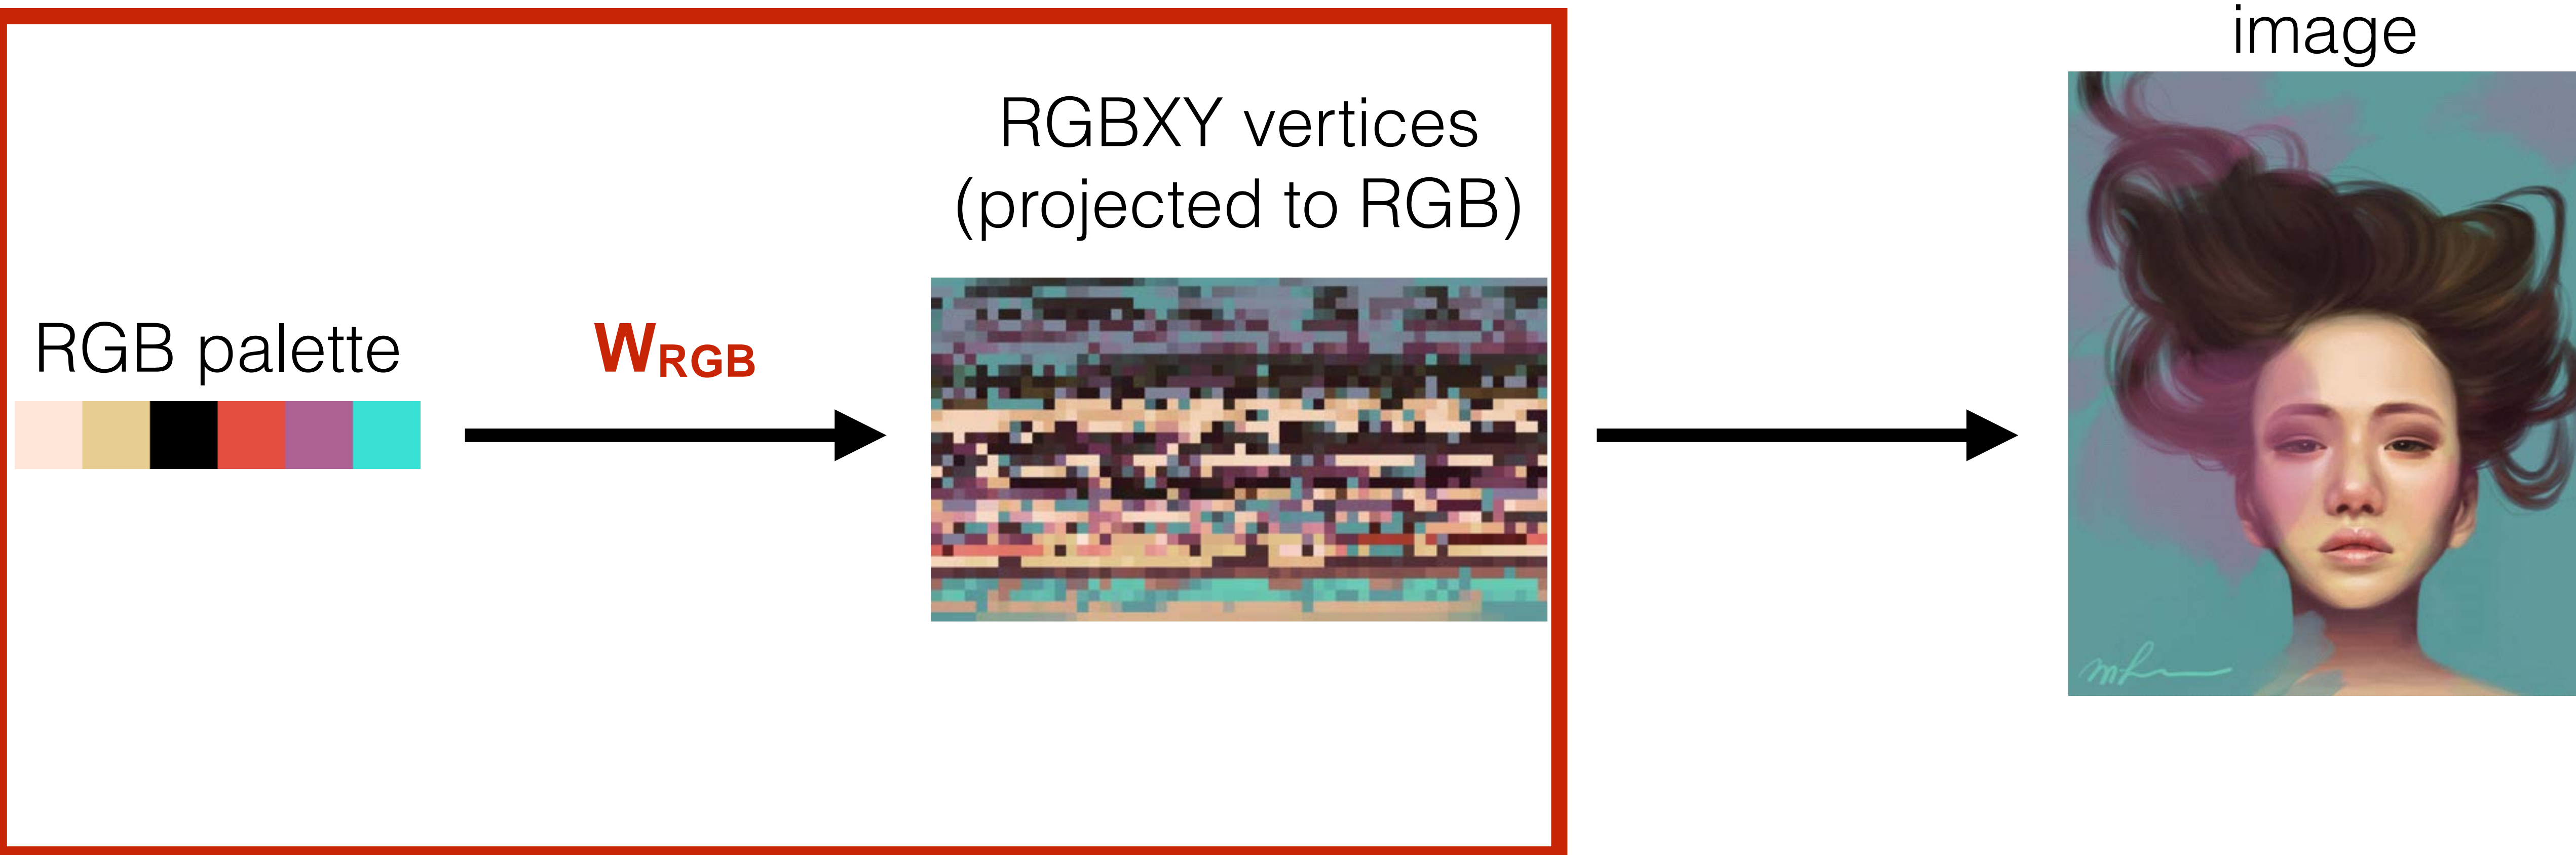 image
RGBXY vertices
(projected to RGB)
RGB palette
WRGB